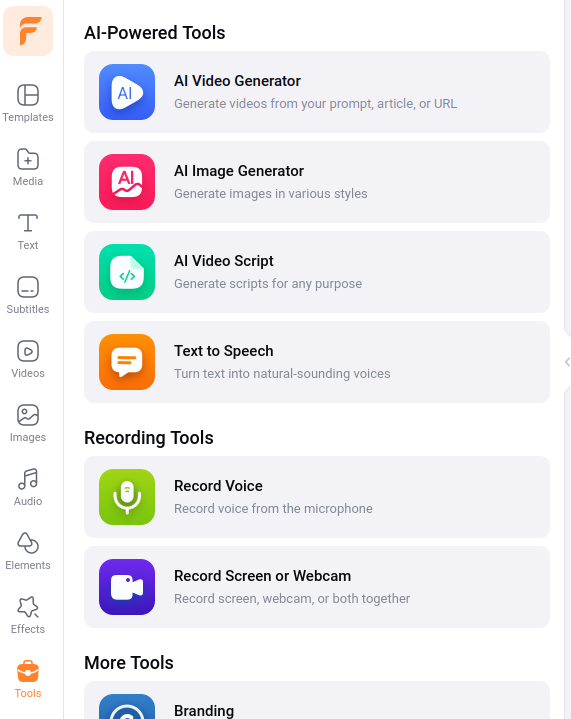 AI-Powered Tools
AI
AI Video Generator
Generate videos from your prompt, article, or URL
Templates
AI
AI Image Generator
Generate images in various styles
Media
Text
AI Video Script
Generate scripts for any purpose
Subtitles
Text to Speech
Turn text into natural-sounding voices
Videos
Images
Recording Tools
Record Voice
Record voice from the microphone
Audio
Elements
Record Screen or Webcam
Record screen, webcam, or both together
Effects
More Tools
Tools
Branding